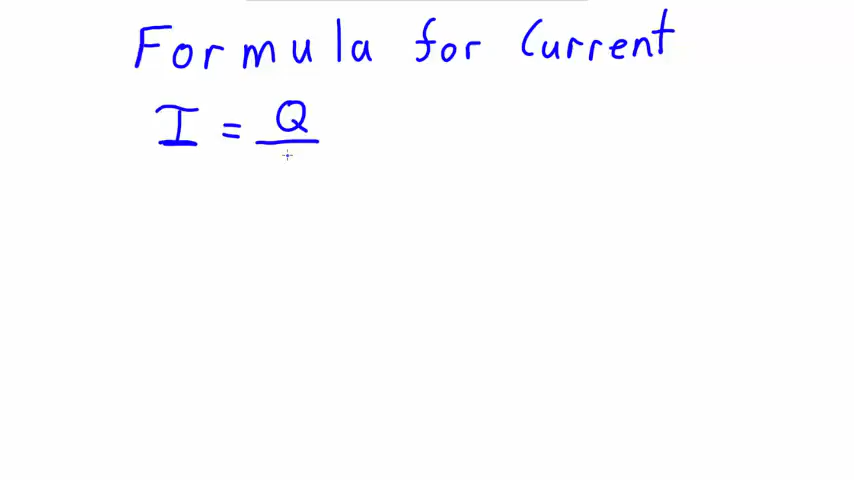 Formula for Current
I = Q